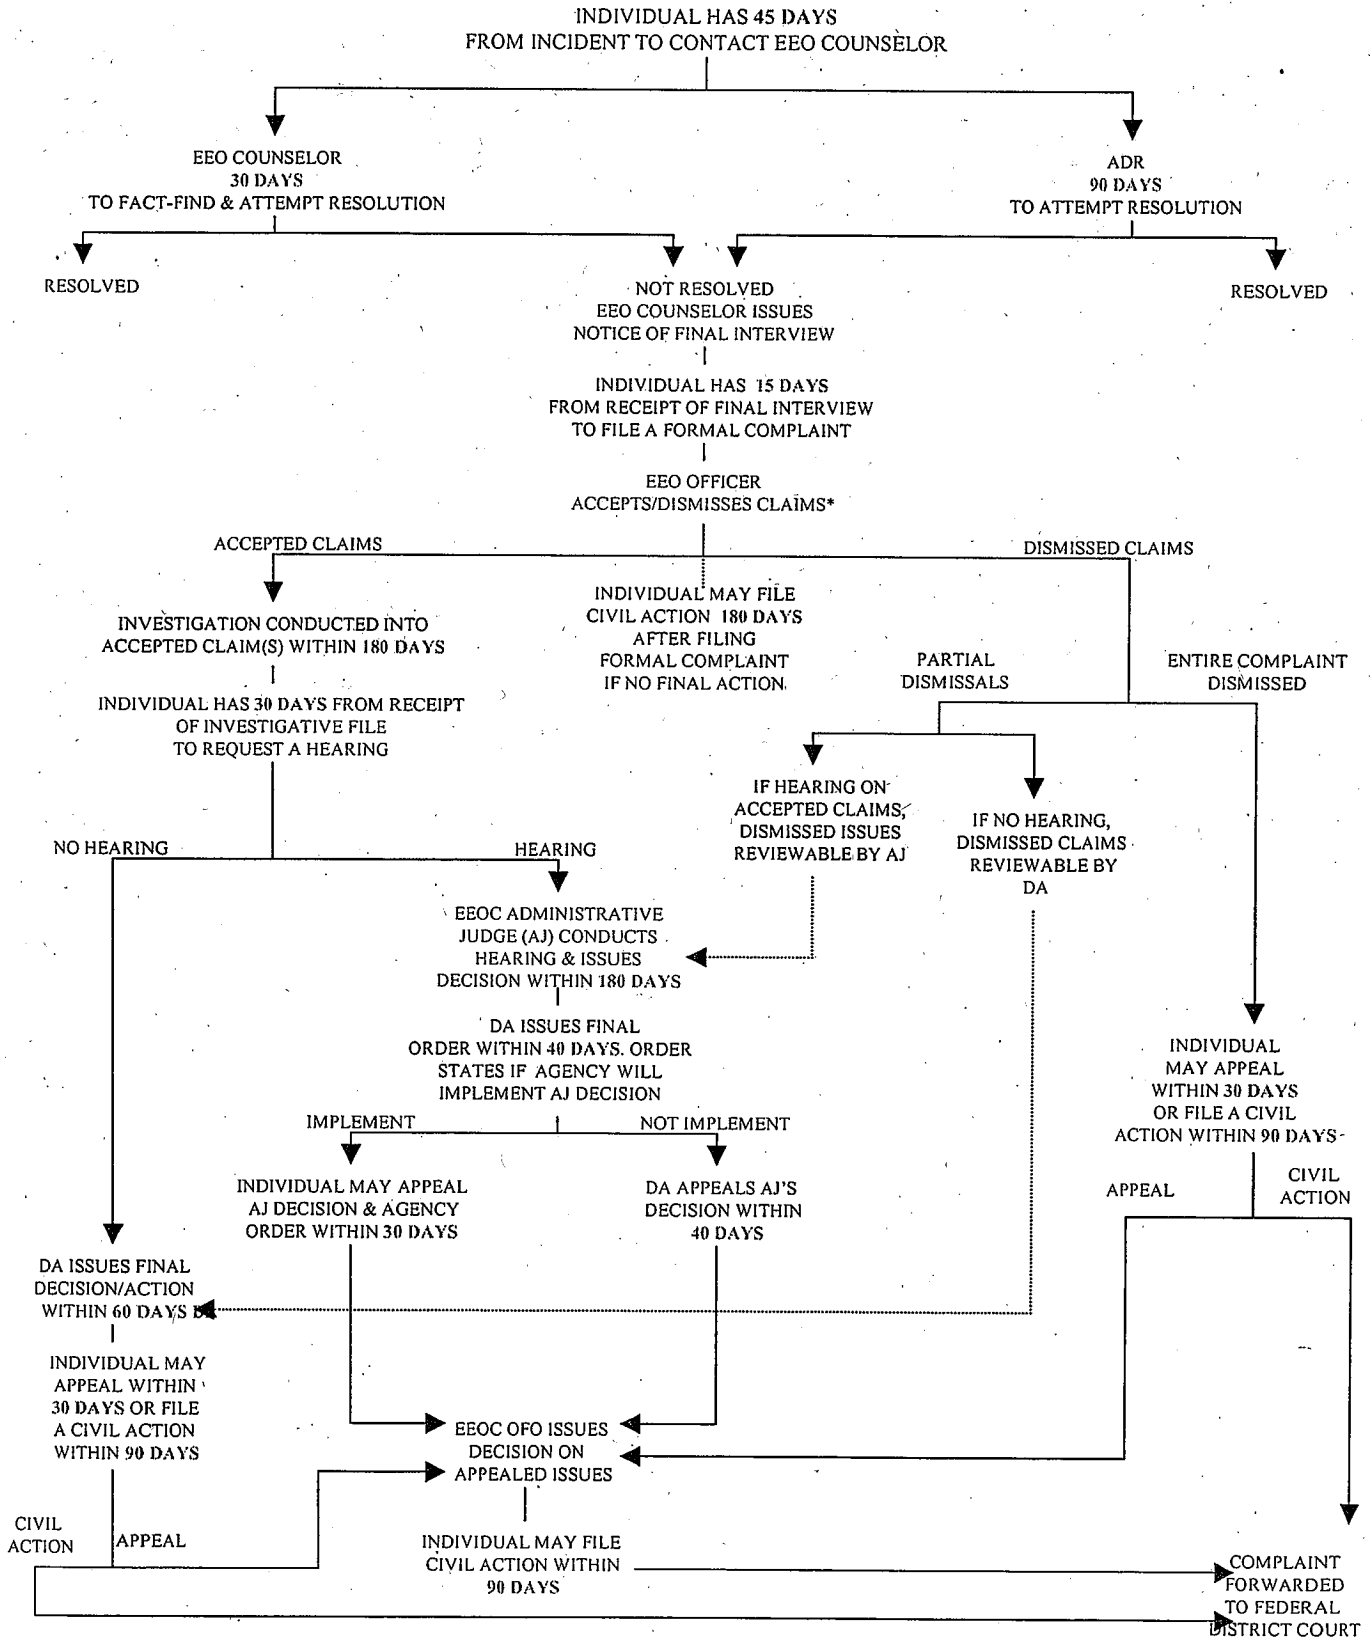 INDIVIDUAL HAS 45 DAYS
FROM INCIDENT TO CONTACT EEO COUNSELOR
EEO COUNSELOR
30 DAYS
TO FACT-FIND & ATTEMPT RESOLUTION
ADR
90 DAYS
TO ATTEMPT RESOLUTION
RESOLVED
NOT RESOLVED
EEO COUNSELOR ISSUES
NOTICE OF FINAL INTERVIEW
RESOLVED
INDIVIDUAL HAS 15 DAYS
FROM RECEIPT OF FINAL INTERVIEW
TO FILE A FORMAL COMPLAINT
EEO OFFICER
ACCEPTS/DISMISSES CLAIMS*
ACCEPTED CLAIMS
DISMISSED CLAIMS
INVESTIGATION CONDUCTED INTO
ACCEPTED CLAIM(S) WITHIN 180 DAYS
INDIVIDUAL MAY FILE
CIVIL ACTION 180 DAYS
AFTER FILING
FORMAL COMPLAINT
IF NO FINAL ACTION
PARTIAL
DISMISSALS
ENTIRE COMPLAINT
DISMISSED
INDIVIDUAL HAS 30 DAYS FROM RECEIPT
OF INVESTIGATIVE FILE
TO REQUEST A HEARING
IF HEARING ON
ACCEPTED CLAIMS,
DISMISSED ISSUES
REVIEWABLE BY AJ
IF NO HEARING,
DISMISSED CLAIMS
REVIEWABLE BY
DA
NO HEARING
HEARING
EEOC ADMINISTRATIVE
JUDGE (AJ) CONDUCTS
HEARING & ISSUES
DECISION WITHIN 180 DAYS
DA ISSUES FINAL
ORDER WITHIN 40 DAYS. ORDER
STATES IF AGENCY WILL
IMPLEMENT AJ DECISION
INDIVIDUAL
MAY APPEAL
WITHIN 30 DAYS
OR FILE A CIVIL
ACTION WITHIN 90 DAYS
IMPLEMENT
NOT IMPLEMENT
INDIVIDUAL MAY APPEAL
AJ DECISION & AGENCY
ORDER WITHIN 30 DAYS
DA APPEALS AJ'S
DECISION WITHIN
40 DAYS
APPEAL
CIVIL
ACTION
DA ISSUES FINAL
DECISION/ACTION
WITHIN 60 DAYS
INDIVIDUAL MAY
APPEAL WITHIN
30 DAYS OR FILE
A CIVIL ACTION
WITHIN 90 DAYS
EEOC OFO ISSUES
DECISION ON
APPEALED ISSUES
CIVIL
ACTION
APPEAL
INDIVIDUAL MAY FILE
CIVIL ACTION WITHIN
90 DAYS
COMPLAINT
FORWARDED
TO FEDERAL
DISTRICT COURT